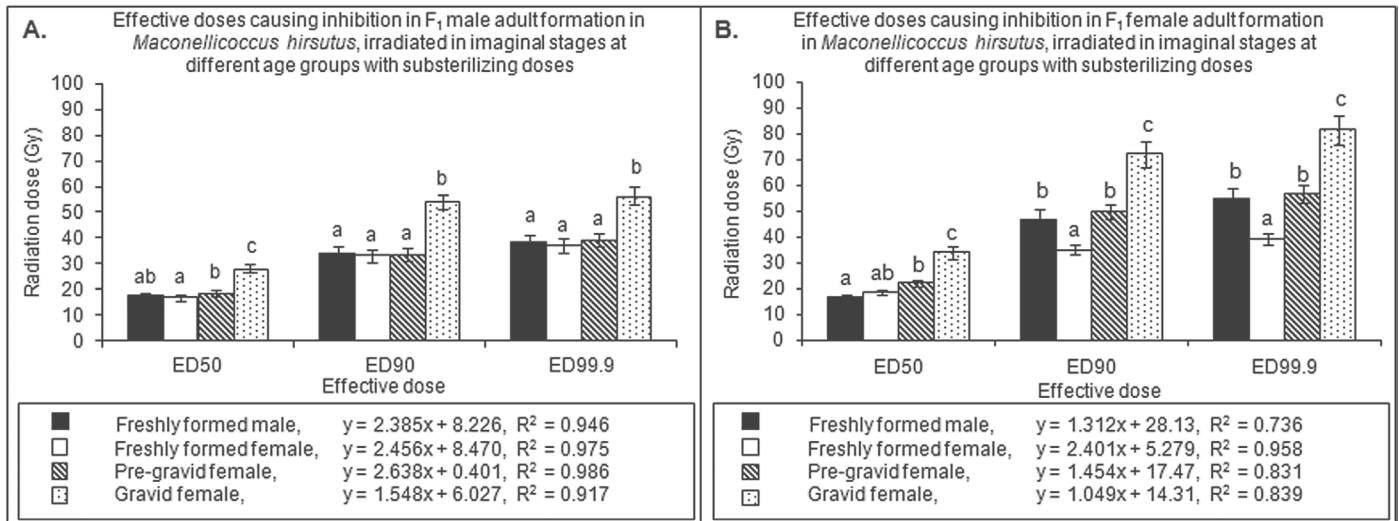 A.
Effective doses causing inhibition in F₁ male adult formation in
Maconellicoccus hirsutus, irradiated in imaginal stages at
different age groups with substerilizing doses
Radiation dose (Gy)
100
90
80
70
60
50
40
30
20
10
0
ab a b c
a a a b
a a a b
ED50 ED90 ED99.9
Effective dose
Freshly formed male, y = 2.385x + 8.226, R² = 0.946
Freshly formed female, y = 2.456x + 8.470, R² = 0.975
Pre-gravid female, y = 2.638x + 0.401, R² = 0.986
Gravid female, y = 1.548x + 6.027, R² = 0.917
B.
Effective doses causing inhibition in F₁ female adult formation
in Maconellicoccus hirsutus, irradiated in imaginal stages at
different age groups with substerilizing doses
Radiation dose (Gy)
100
90
80
70
60
50
40
30
20
10
0
a ab b c
b a b c
b a b c
ED50 ED90 ED99.9
Effective dose
Freshly formed male, y = 1.312x + 28.13, R² = 0.736
Freshly formed female, y = 2.401x + 5.279, R² = 0.958
Pre-gravid female, y = 1.454x + 17.47, R² = 0.831
Gravid female, y = 1.049x + 14.31, R² = 0.839